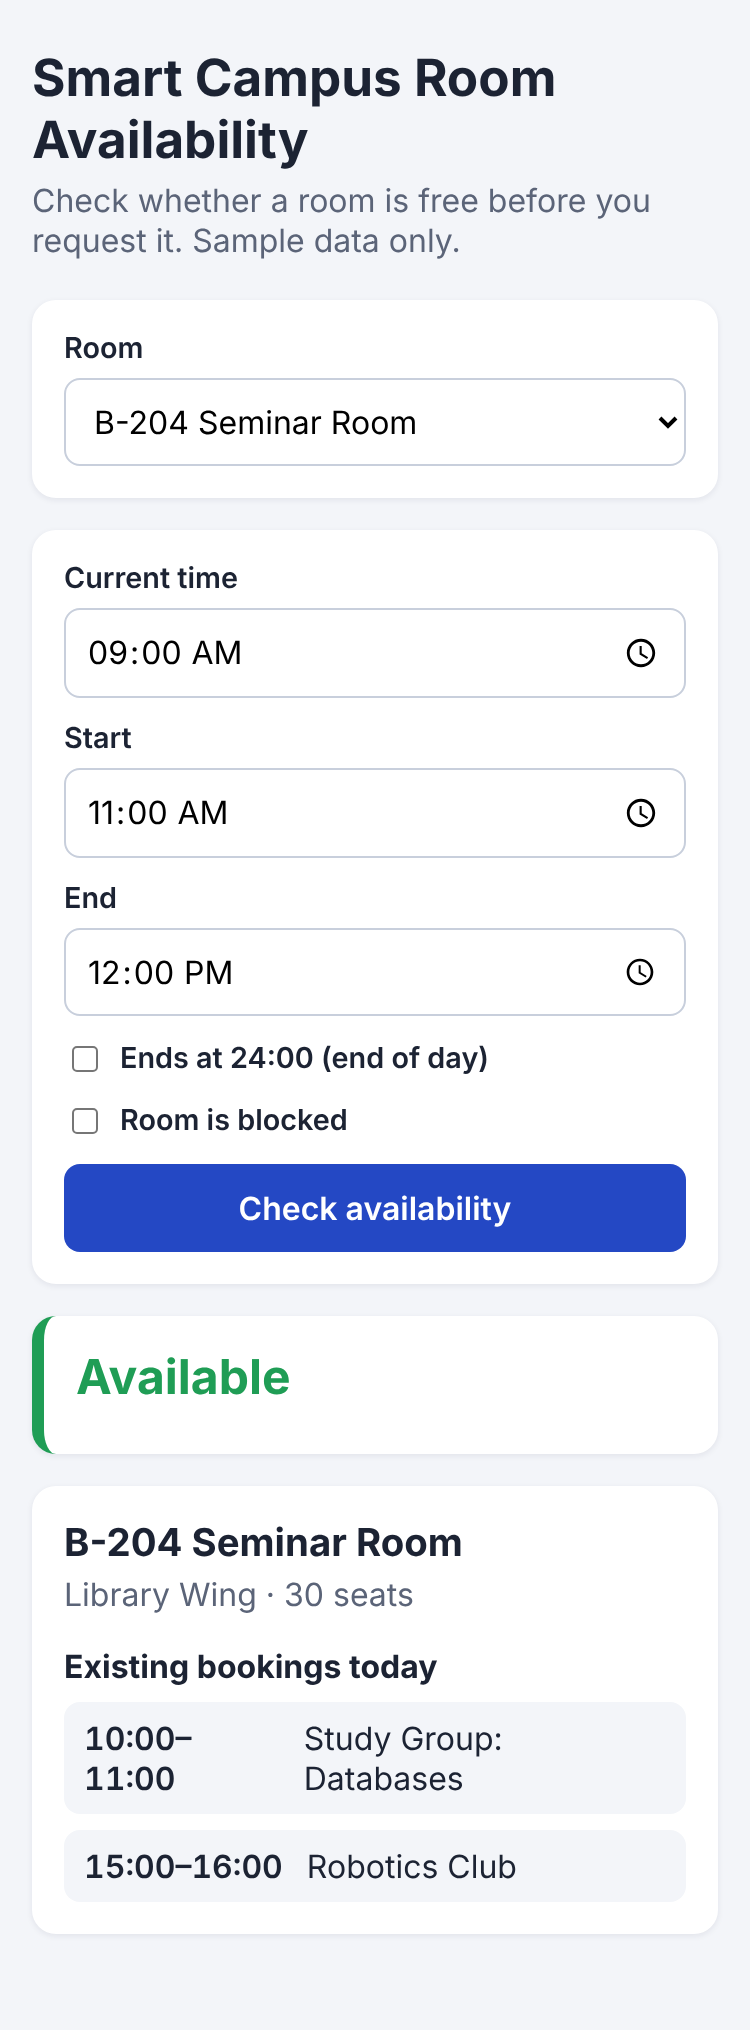 Smart Campus Room
Availability
Check whether a room is free before you
request it. Sample data only.
Room
B-204 Seminar Room
Current time
09:00 AM
Start
11:00 AM
End
12:00 PM
Ends at 24:00 (end of day)
Room is blocked
Check availability
Available
B-204 Seminar Room
Library Wing · 30 seats
Existing bookings today
10:00–
11:00
Study Group:
Databases
15:00–16:00 Robotics Club